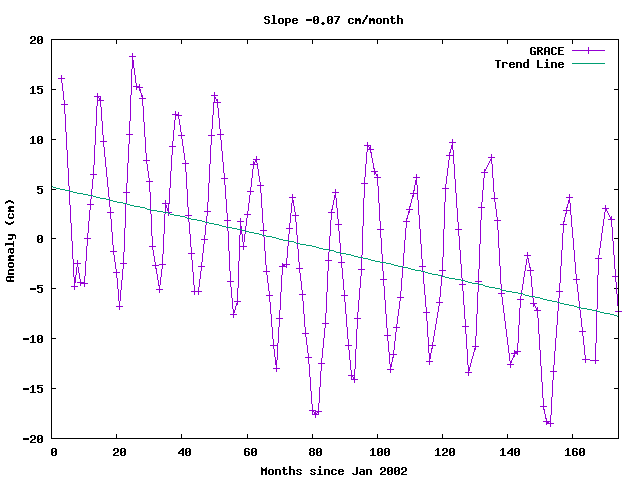 Slope -0.07 cm/month
GRACE
Trend Line
Anomaly (cm)
20
15
10
5
0
-5
-10
-15
-20
0 20 40 60 80 100 120 140 160
Months since Jan 2002